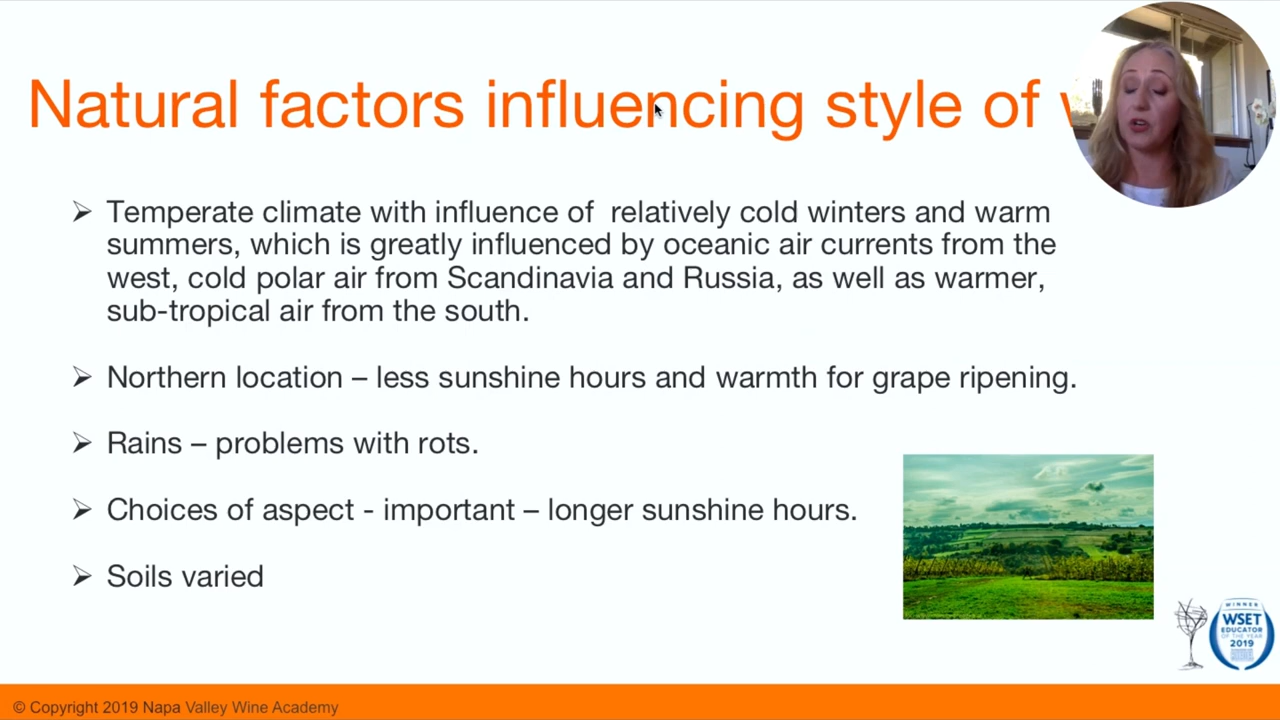 Natural factors influencing style of
➢ Temperate climate with influence of  relatively cold winters and warm
summers, which is greatly influenced by oceanic air currents from the
west, cold polar air from Scandinavia and Russia, as well as warmer,
sub-tropical air from the south.
➢ Northern location – less sunshine hours and warmth for grape ripening.
➢ Rains – problems with rots.
➢ Choices of aspect - important – longer sunshine hours.
➢ Soils varied
WINNER
WSET
EDUCATOR
OF THE YEAR
2019
© Copyright 2019 Napa Valley Wine Academy